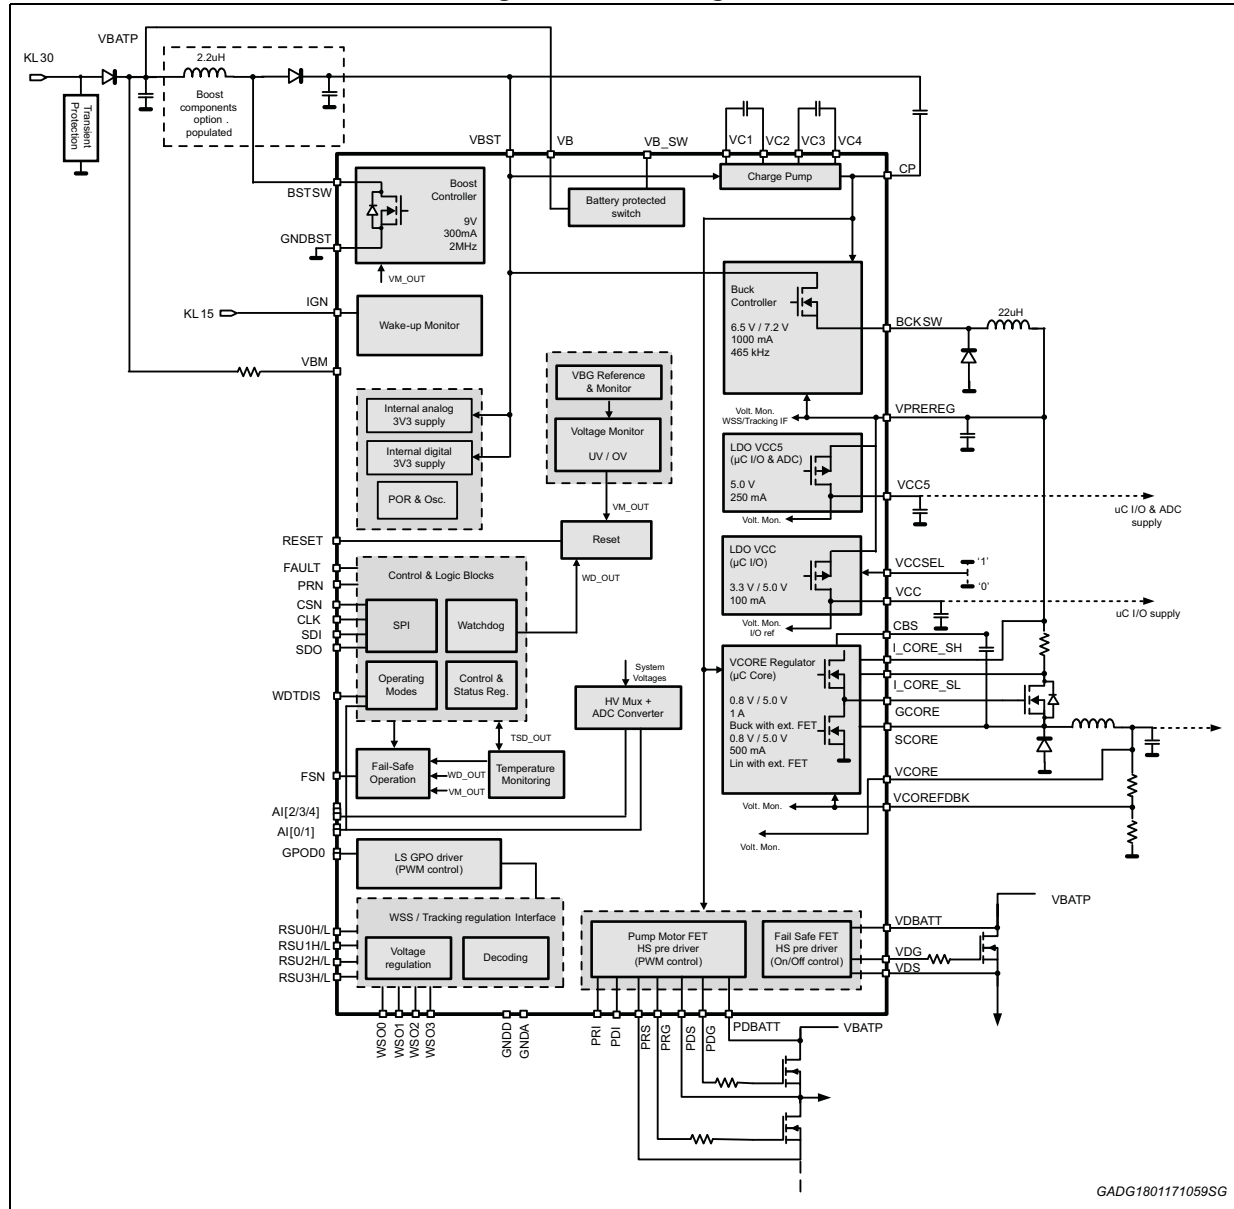 VBATP
KL30
2.2uH
Boost
components
option .
populated
Transient
Protection
VBST
VB
VB_SW
VC1
VC2
VC3
VC4
CP
Charge Pump
BSTSW
Boost
Controller
9V
300mA
2MHz
Battery protected
switch
GNDBST
VM_OUT
IGN
KL15
Wake-up Monitor
VBM
Buck
Controller
6.5 V / 7.2 V
1000 mA
465 kHz
BCKSW
22uH
VBG Reference
& Monitor
Voltage Monitor
UV / OV
Internal analog
3V3 supply
Internal digital
3V3 supply
POR & Osc.
Volt. Mon.
WSS/Tracking IF
VPREREG
LDO VCC5
(µC I/O & ADC)
5.0 V
250 mA
Volt. Mon.
VCC5
uC I/O & ADC
supply
VM_OUT
RESET
Reset
WD_OUT
LDO VCC
(µC I/O)
3.3 V / 5.0 V
100 mA
Volt. Mon.
I/O ref
VCCSEL
'1'
'0'
VCC
uC I/O supply
FAULT
PRN
CSN
CLK
SDI
SDO
Control & Logic Blocks
SPI
Watchdog
Operating
Modes
Control &
Status Reg.
WDTDIS
CBS
I_CORE_SH
I_CORE_SL
GCORE
SCORE
VCORE
VCOREFDBK
VCORE Regulator
(µC Core)
0.8 V / 5.0 V
1 A
Buck with ext. FET
0.8 V / 5.0 V
500 mA
Lin with ext. FET
System
Voltages
HV Mux +
ADC Converter
TSD_OUT
FSN
Fail-Safe
Operation
WD_OUT
VM_OUT
Temperature
Monitoring
Volt. Mon.
Volt. Mon.
AI[2/3/4]
AI[0/1]
GPOD0
LS GPO driver
(PWM control)
WSS / Tracking regulation Interface
RSU0H/L
RSU1H/L
RSU2H/L
RSU3H/L
Voltage
regulation
Decoding
Pump Motor FET
HS pre driver
(PWM control)
Fail Safe FET
HS pre driver
(On/Off control)
VDBATT
VDG
VDS
VBATP
WSO0
WSO1
WSO2
WSO3
GNDD
GNDA
PRI
PDI
PRS
PRG
PDS
PDG
PDBATT
VBATP
GADG1801171059SG